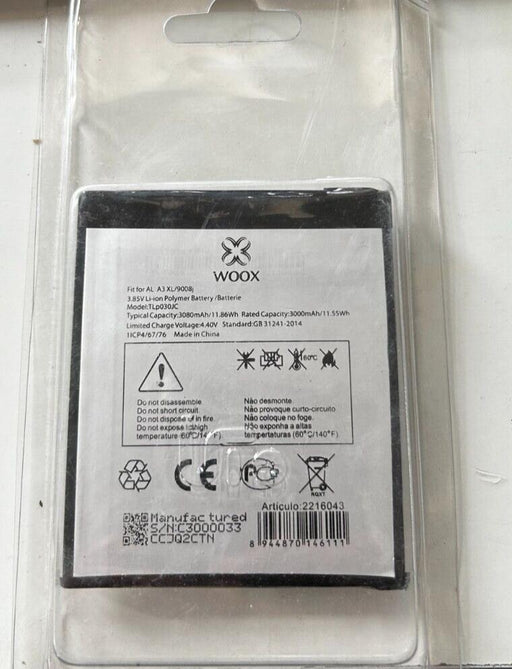 WOOX
Fit for AL A3 XL/9008j
3.85V Li-ion Polymer Battery /Batterie
Model:TLp030JC
Typical Capacity:3080mAh/11.86Wh Rated Capacity:3000mAh/11.55Wh
Limited Charge Voltage:4.40V Standard:GB 31241-2014
1ICP4/67/76 Made in China
60°C
Do not disassemble
Do not short circuit
Do not dispose of in fire
Do not expose to high
temperature (60°C/140°F)
Não desmonte
Não provoque curto-circuito
Não coloque no fogo.
Não exponha a altas
temperaturas (60°C/140°F)
CE
Manufac tured
S/N:C3000033
CCJQ2CTN
Articulo:2216043
8 944870 146111